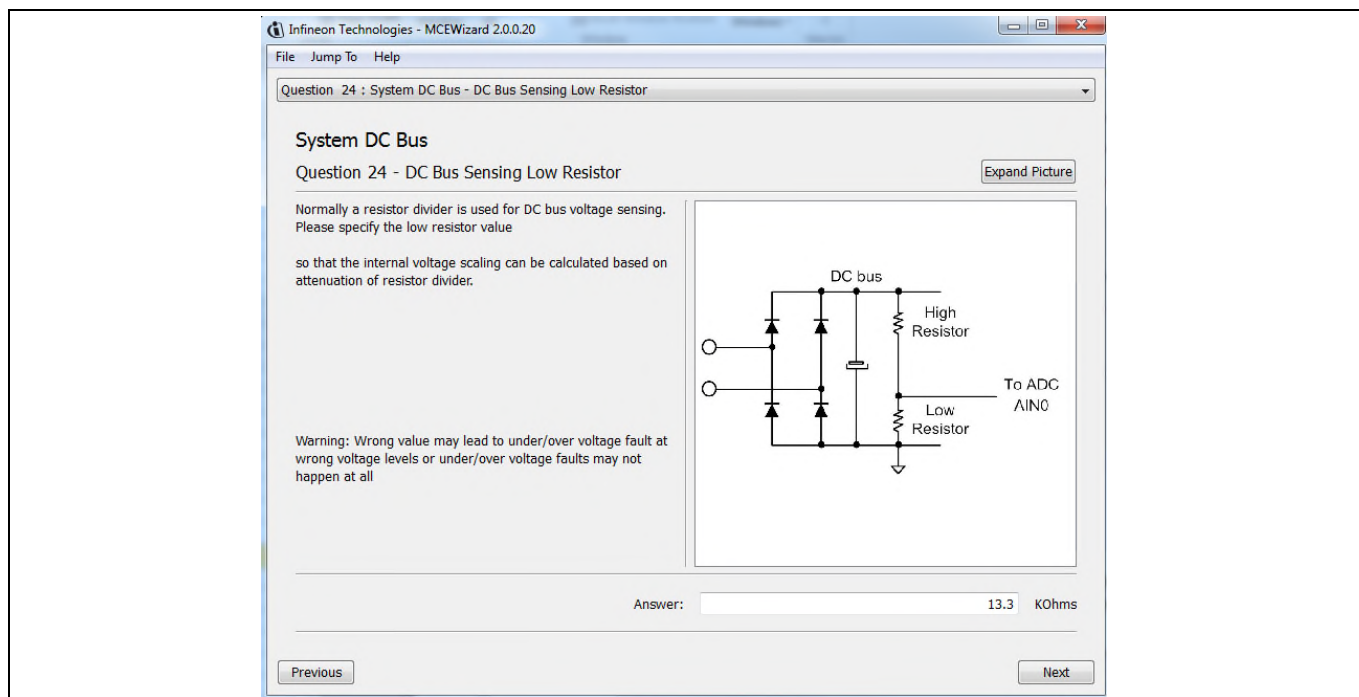 Infineon Technologies - MCEWizard 2.0.0.20
File Jump To Help
Question 24 : System DC Bus - DC Bus Sensing Low Resistor
System DC Bus
Question 24 - DC Bus Sensing Low Resistor
Expand Picture
Normally a resistor divider is used for DC bus voltage sensing.
Please specify the low resistor value
so that the internal voltage scaling can be calculated based on
attenuation of resistor divider.
Warning: Wrong value may lead to under/over voltage fault at
wrong voltage levels or under/over voltage faults may not
happen at all
DC bus
High
Resistor
To ADC
AIN0
Low
Resistor
Answer: 13.3 KOhms
Previous
Next